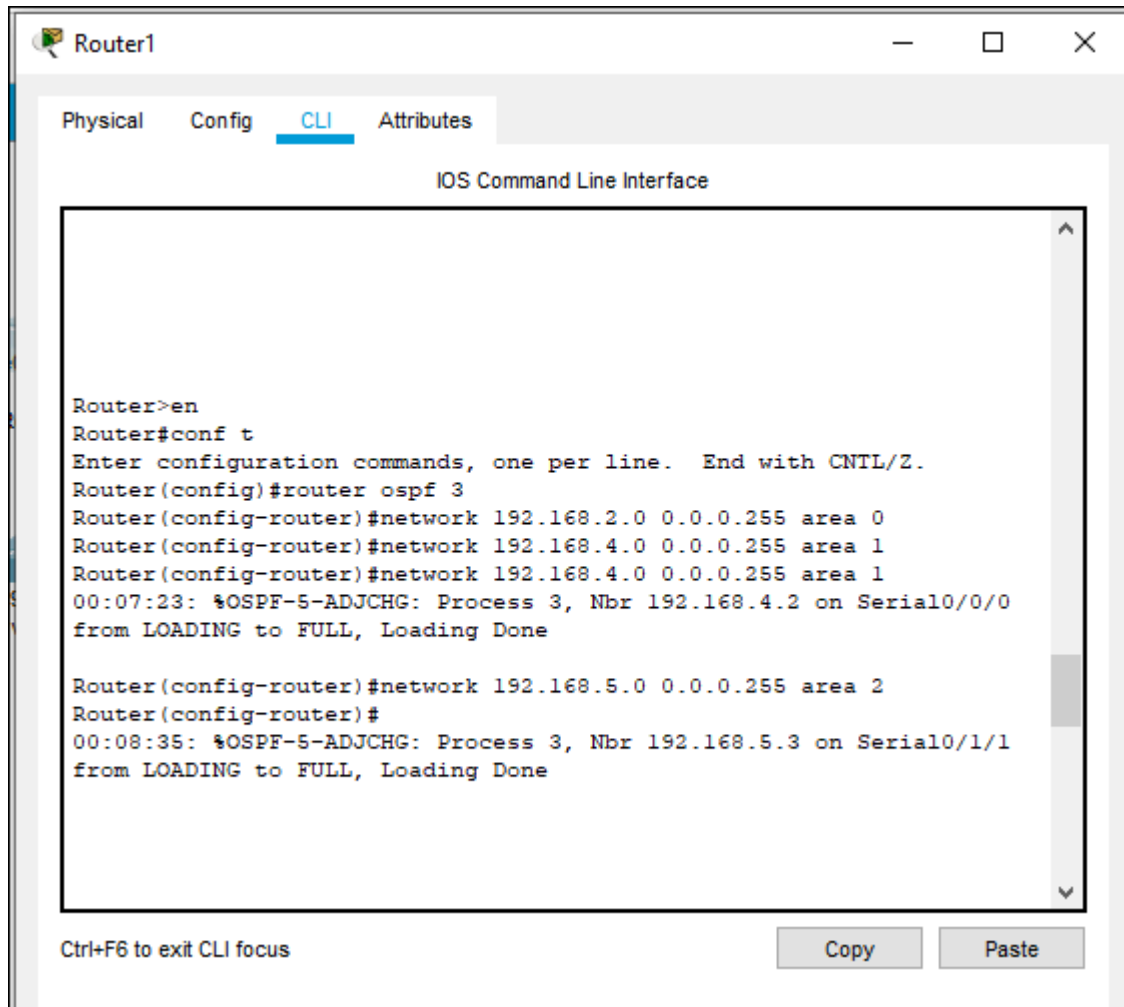 Router1
Physical Config CLI Attributes
IOS Command Line Interface
Router>en
Router#conf t
Enter configuration commands, one per line.  End with CNTL/Z.
Router(config)#router ospf 3
Router(config-router)#network 192.168.2.0 0.0.0.255 area 0
Router(config-router)#network 192.168.4.0 0.0.0.255 area 1
Router(config-router)#network 192.168.4.0 0.0.0.255 area 1
00:07:23: %OSPF-5-ADJCHG: Process 3, Nbr 192.168.4.2 on Serial0/0/0
from LOADING to FULL, Loading Done
Router(config-router)#network 192.168.5.0 0.0.0.255 area 2
Router(config-router)#
00:08:35: %OSPF-5-ADJCHG: Process 3, Nbr 192.168.5.3 on Serial0/1/1
from LOADING to FULL, Loading Done
Ctrl+F6 to exit CLI focus
Copy Paste